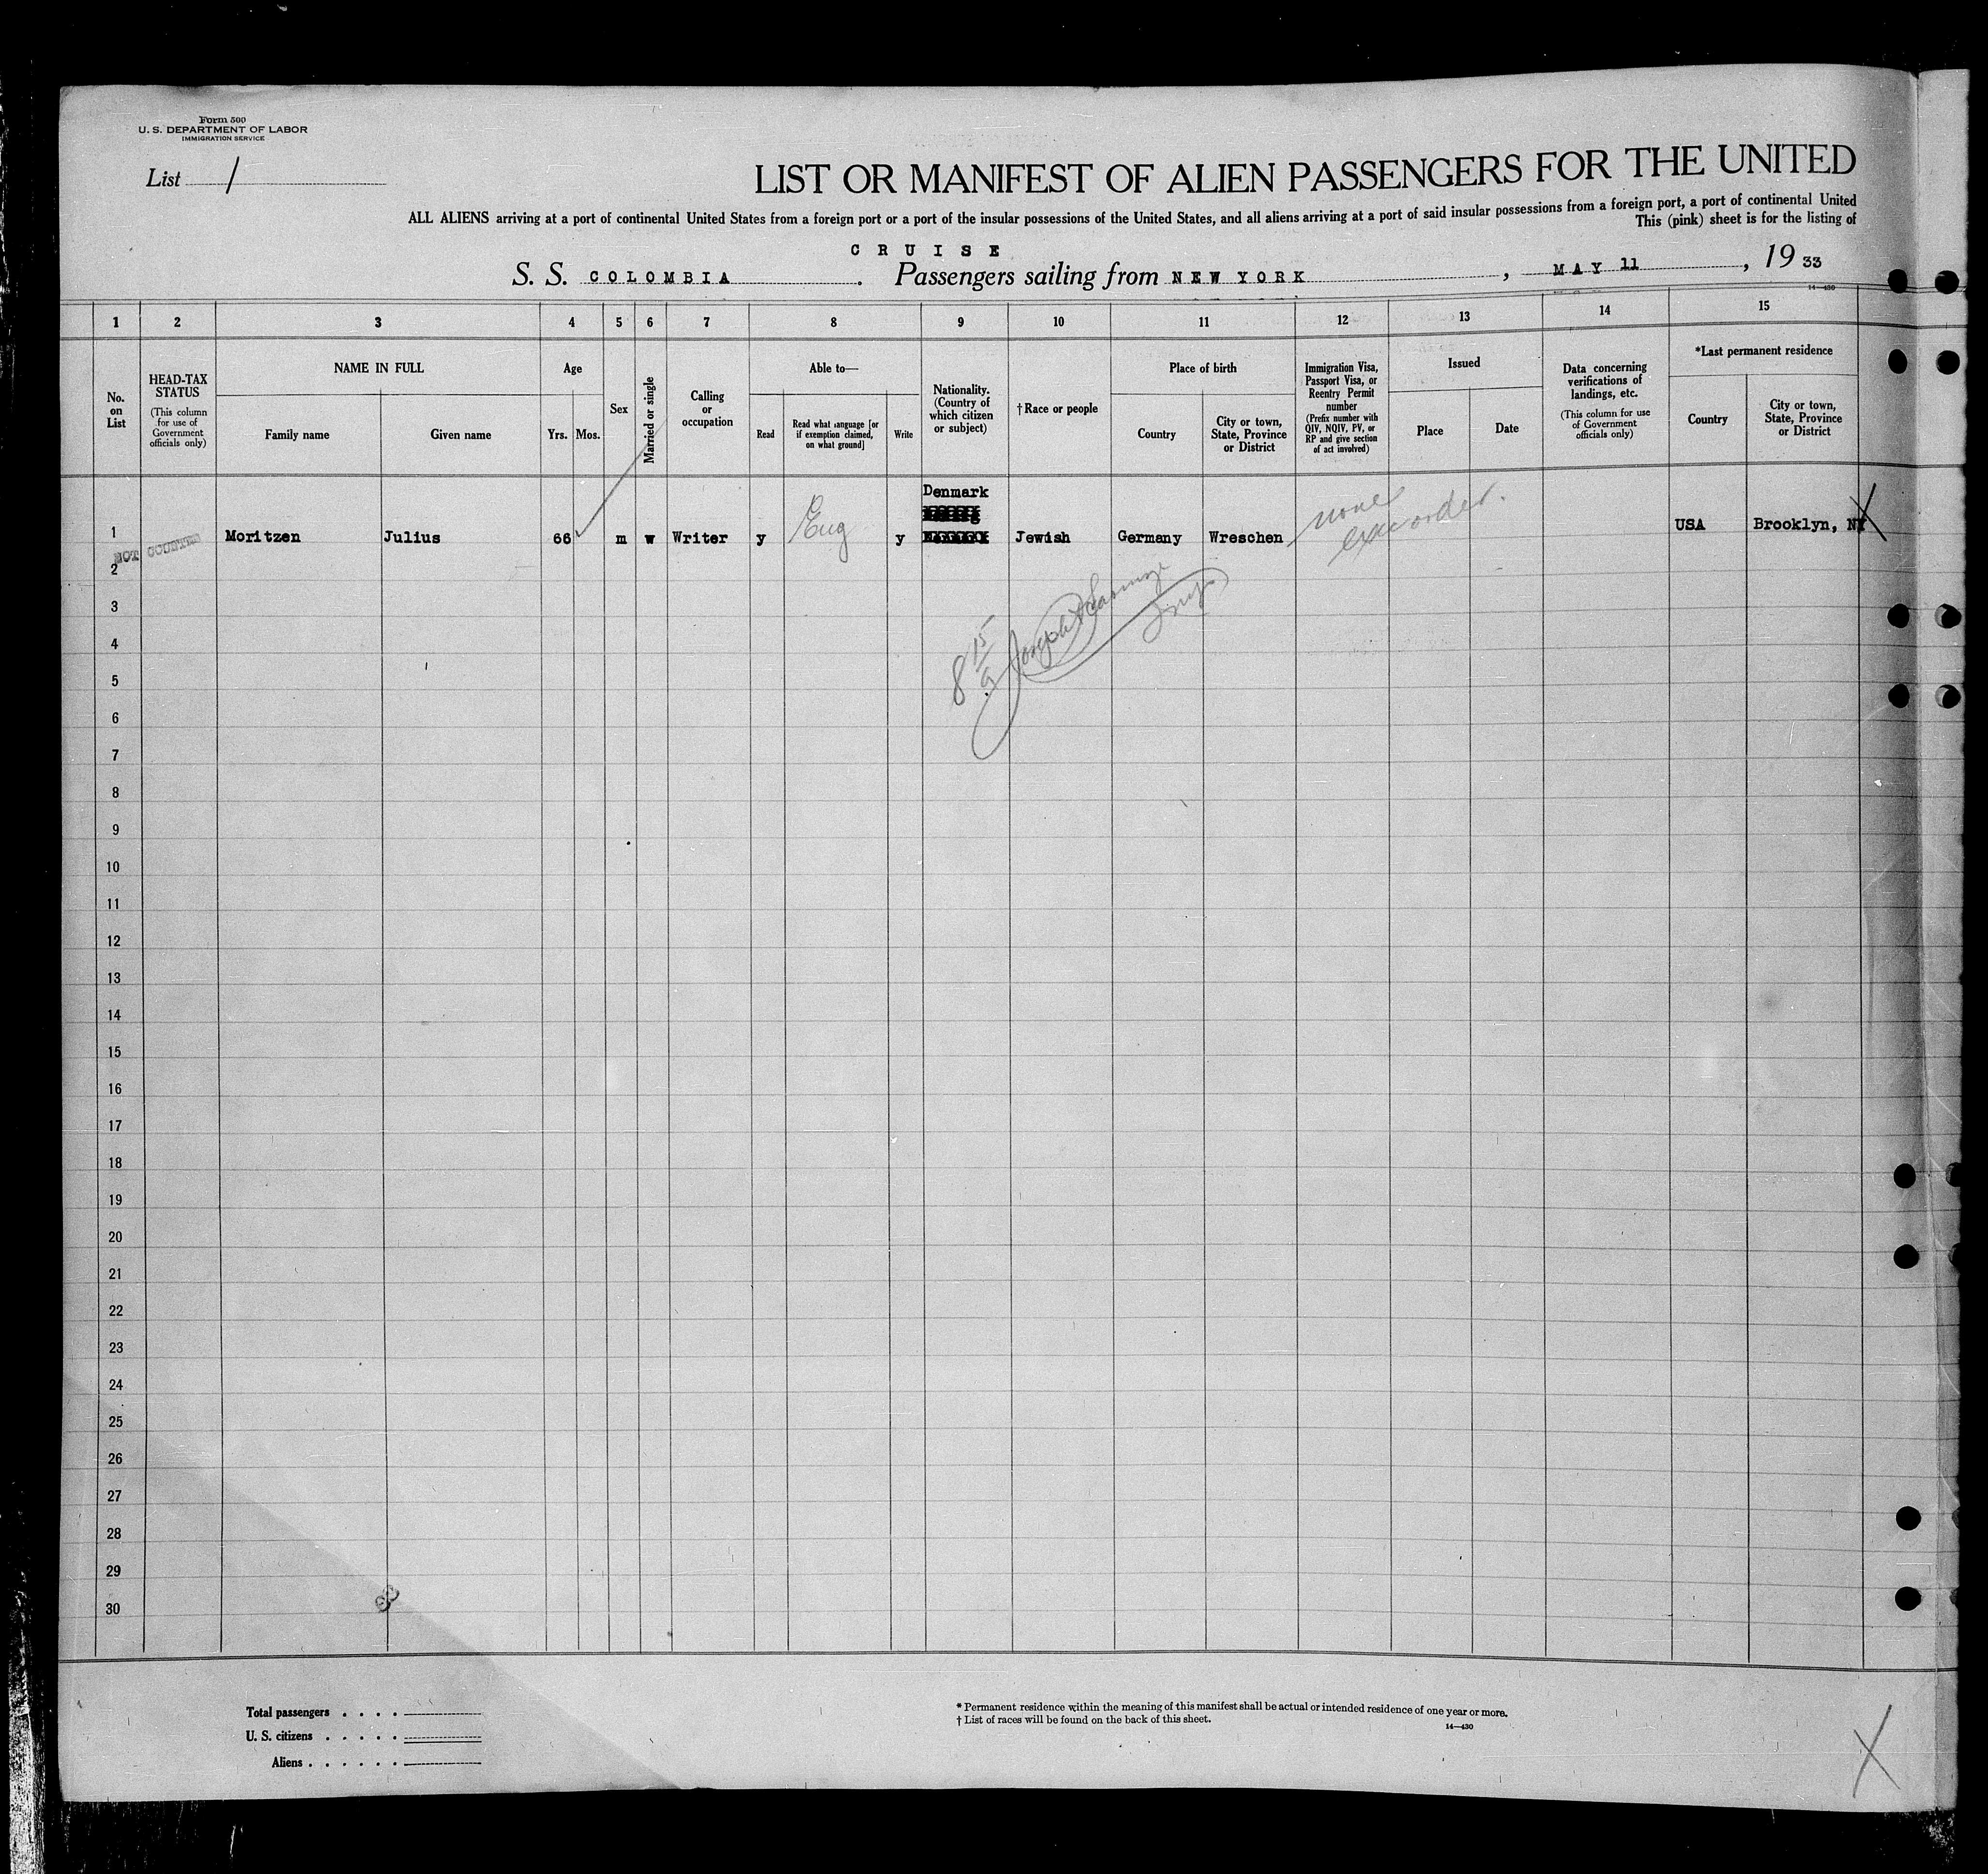 Form 500
U. S. DEPARTMENT OF LABOR
IMMIGRATION SERVICE
List 1
LIST OR MANIFEST OF ALIEN PASSENGERS FOR THE UNITED
ALL ALIENS arriving at a port of continental United States from a foreign port or a port of the insular possessions of the United States, and all aliens arriving at a port of said insular possessions from a foreign port, a port of continental United
This (pink) sheet is for the listing of
CRUISE
S. S. COLOMBIA. Passengers sailing from NEW YORK, MAY 11, 19 33
14—430
1 2 3 4 5 6 7 8 9 10 11 12 13 14 15
No. on List
HEAD-TAX STATUS
(This column for use of Government officials only)
NAME IN FULL
Family name
Given name
Age
Yrs. Mos.
Sex
Married or single
Calling or occupation
Able to—
Read
Read what language [or if exemption claimed, on what ground]
Write
Nationality. (Country of which citizen or subject)
†Race or people
Place of birth
Country
City or town, State, Province or District
Immigration Visa, Passport Visa, or Reentry Permit number
(Prefix number with QIV, NQIV, PV, or RP and give section of act involved)
Issued
Place
Date
Data concerning verifications of landings, etc.
(This column for use of Government officials only)
*Last permanent residence
Country
City or town, State, Province or District
Denmark
1 Moritzen Julius 66 m w Writer y Eng y Jewish Germany Wreschen none USA Brooklyn, NY
exec order.
NOT COUNTED
2
3
4
5
6
7
8
9
10
11
12
13
14
15
16
17
18
19
20
21
22
23
24
25
26
27
28
29
30
Total passengers . . . .
U. S. citizens . . . . .
Aliens . . . . . .
* Permanent residence within the meaning of this manifest shall be actual or intended residence of one year or more.
† List of races will be found on the back of this sheet.
14—430